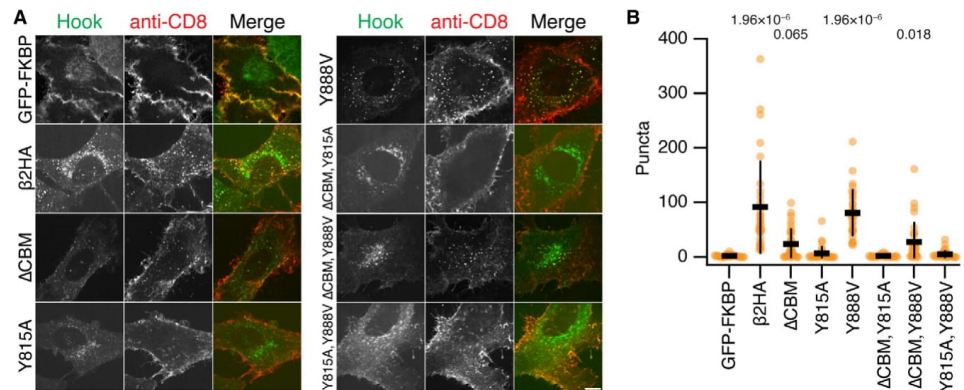 A
Hook anti-CD8 Merge
GFP-FKBP
β2HA
ΔCBM
Y815A
Hook anti-CD8 Merge
Y888V
ΔCBM,Y815A
ΔCBM,Y888V
Y815A,Y888V
B
1.96×10⁻⁶ 1.96×10⁻⁶
0.065 0.018
Puncta
400
300
200
100
0
GFP-FKBP
β2HA
ΔCBM
Y815A
Y888V
ΔCBM,Y815A
ΔCBM,Y888V
Y815A,Y888V